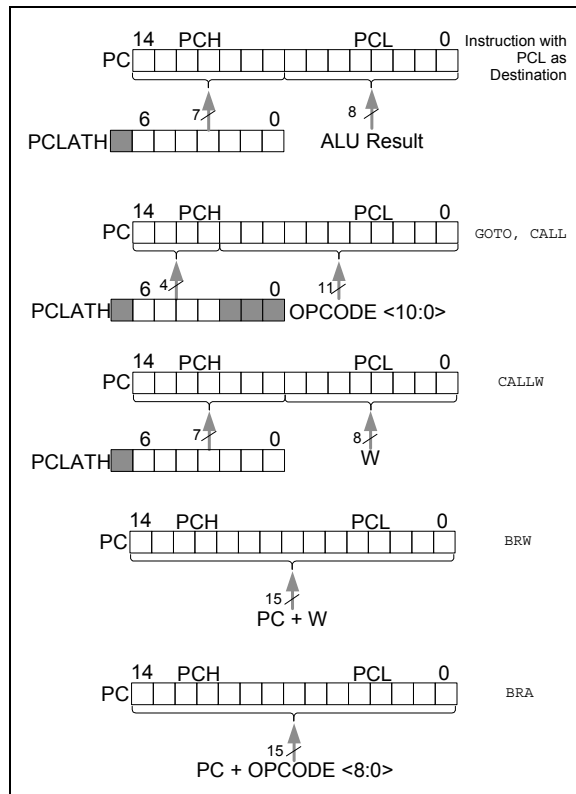 14 PCH PCL 0 Instruction with
PC PCL as
Destination
7 8
6 0
PCLATH ALU Result
14 PCH PCL 0
PC GOTO, CALL
4 11
6 0
PCLATH OPCODE <10:0>
14 PCH PCL 0
PC CALLW
7 8
6 0 W
PCLATH
14 PCH PCL 0
PC BRW
15
PC + W
14 PCH PCL 0
PC BRA
15
PC + OPCODE <8:0>